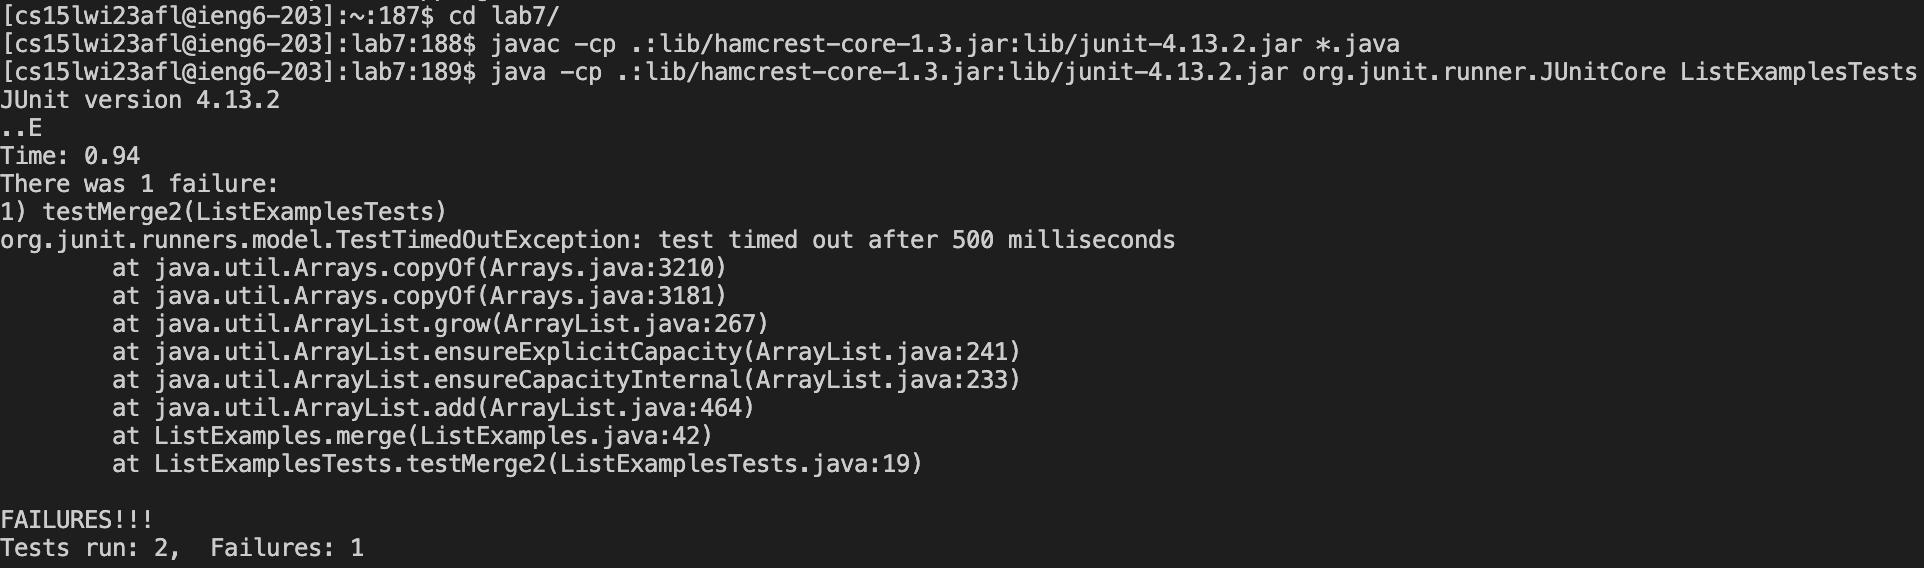 [cs15lwi23afl@ieng6-203]:~:187$ cd lab7/
[cs15lwi23afl@ieng6-203]:lab7:188$ javac -cp .:lib/hamcrest-core-1.3.jar:lib/junit-4.13.2.jar *.java
[cs15lwi23afl@ieng6-203]:lab7:189$ java -cp .:lib/hamcrest-core-1.3.jar:lib/junit-4.13.2.jar org.junit.runner.JUnitCore ListExamplesTests
JUnit version 4.13.2
..E
Time: 0.94
There was 1 failure:
1) testMerge2(ListExamplesTests)
org.junit.runners.model.TestTimedOutException: test timed out after 500 milliseconds
        at java.util.Arrays.copyOf(Arrays.java:3210)
        at java.util.Arrays.copyOf(Arrays.java:3181)
        at java.util.ArrayList.grow(ArrayList.java:267)
        at java.util.ArrayList.ensureExplicitCapacity(ArrayList.java:241)
        at java.util.ArrayList.ensureCapacityInternal(ArrayList.java:233)
        at java.util.ArrayList.add(ArrayList.java:464)
        at ListExamples.merge(ListExamples.java:42)
        at ListExamplesTests.testMerge2(ListExamplesTests.java:19)

FAILURES!!!
Tests run: 2,  Failures: 1